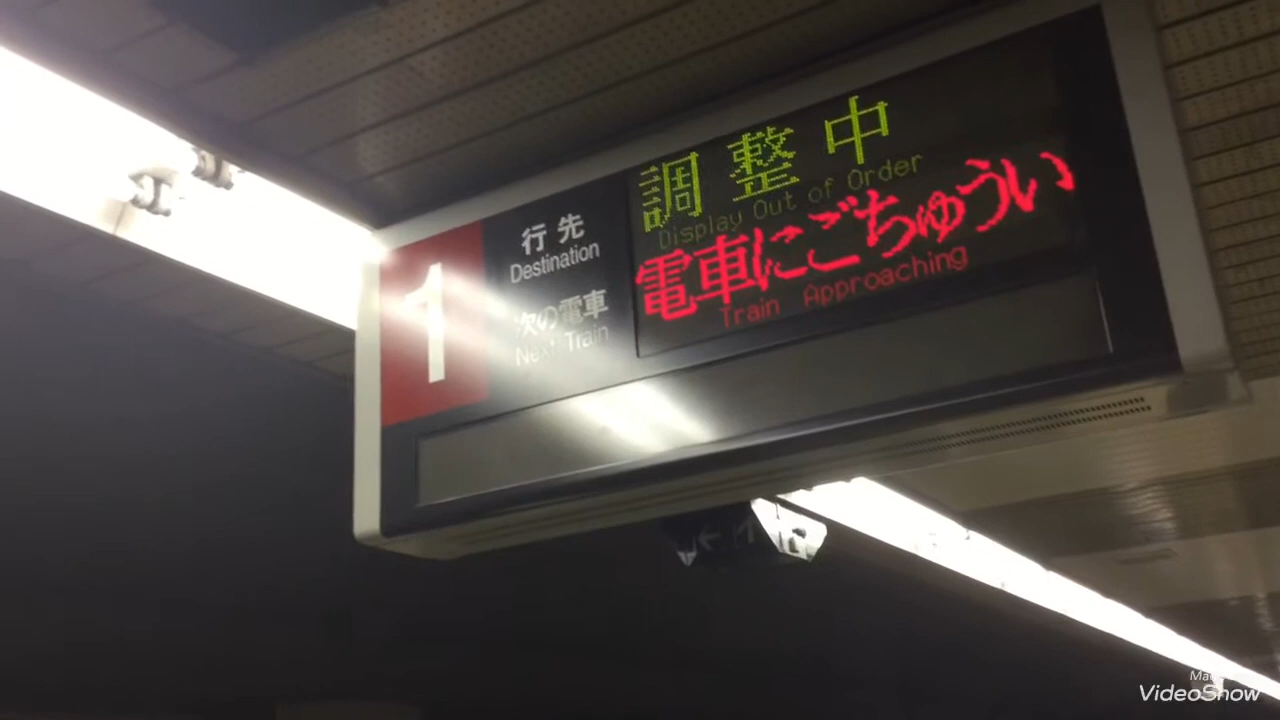 1
行先
Destination
次の電車
Next Train
調整中
Display Out of Order
電車にごちゅうい
Train Approaching
VideoShow